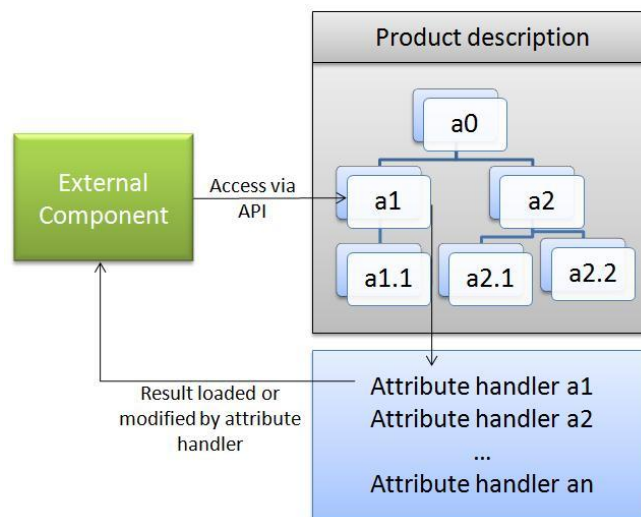 Product description
a0
External
Component
Access via
API
a1
a2
a1.1
a2.1
a2.2
Result loaded or
modified by attribute
handler
Attribute handler a1
Attribute handler a2
...
Attribute handler an